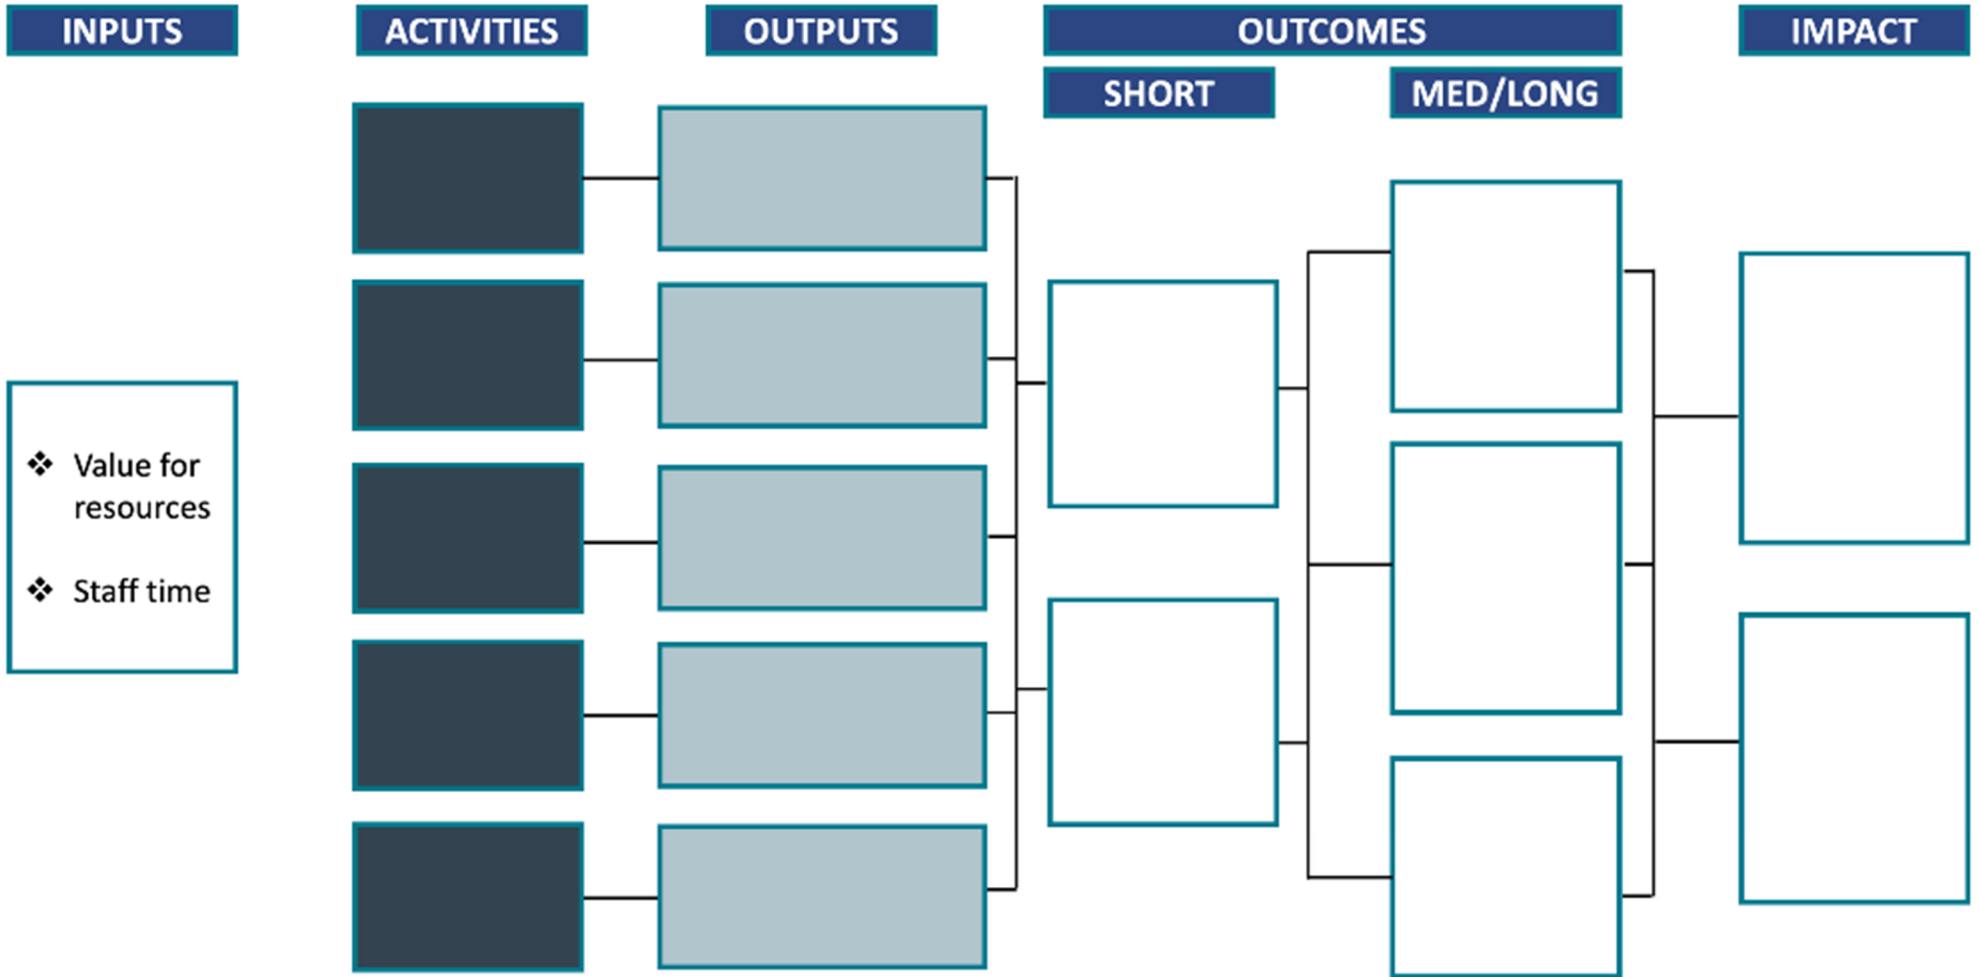 INPUTS
ACTIVITIES
OUTPUTS
OUTCOMES
IMPACT
SHORT
MED/LONG
❖ Value for
resources
❖ Staff time